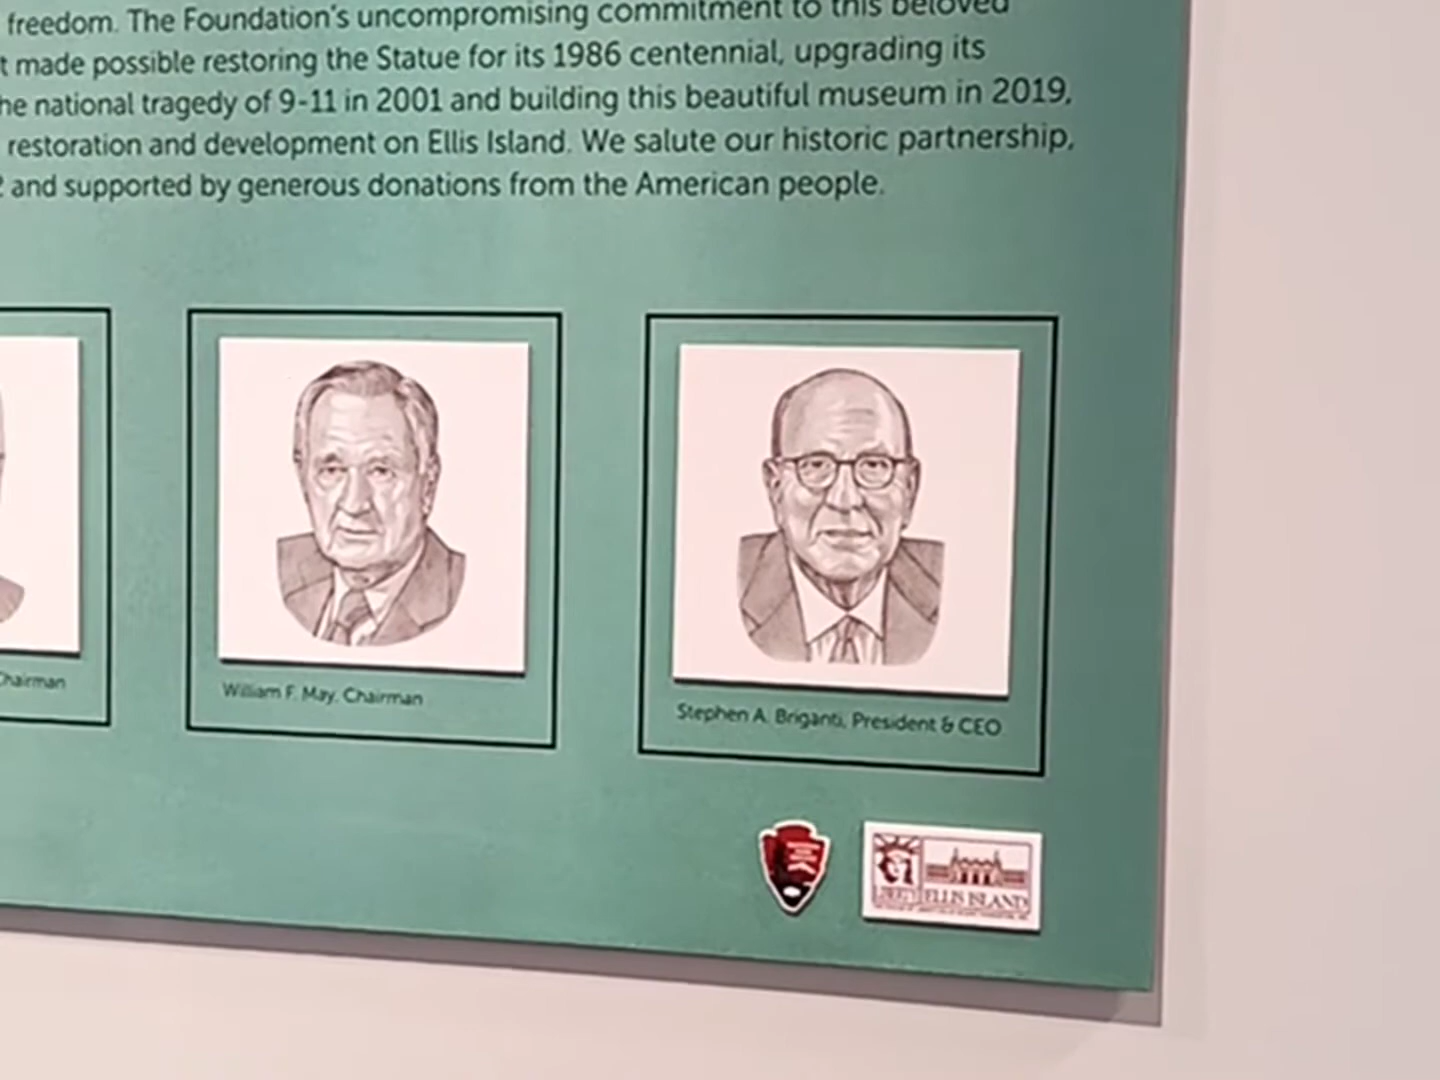 freedom. The Foundation's uncompromising commitment to this beloved
made possible restoring the Statue for its 1986 centennial, upgrading its
he national tragedy of 9-11 in 2001 and building this beautiful museum in 2019,
restoration and development on Ellis Island. We salute our historic partnership,
and supported by generous donations from the American people.
Chairman
William F. May, Chairman
Stephen A. Briganti, President & CEO
ELLIS ISLAND